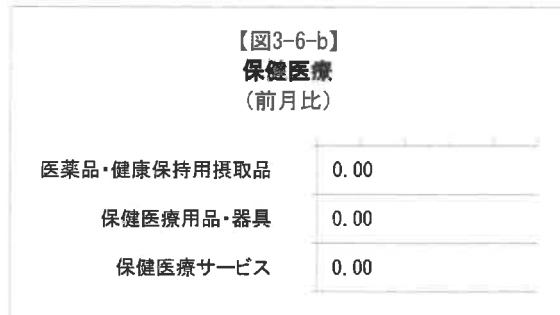 【図3-6-b】
保健医療
(前月比)
医薬品・健康保持用摂取品 0.00
保健医療用品・器具 0.00
保健医療サービス 0.00